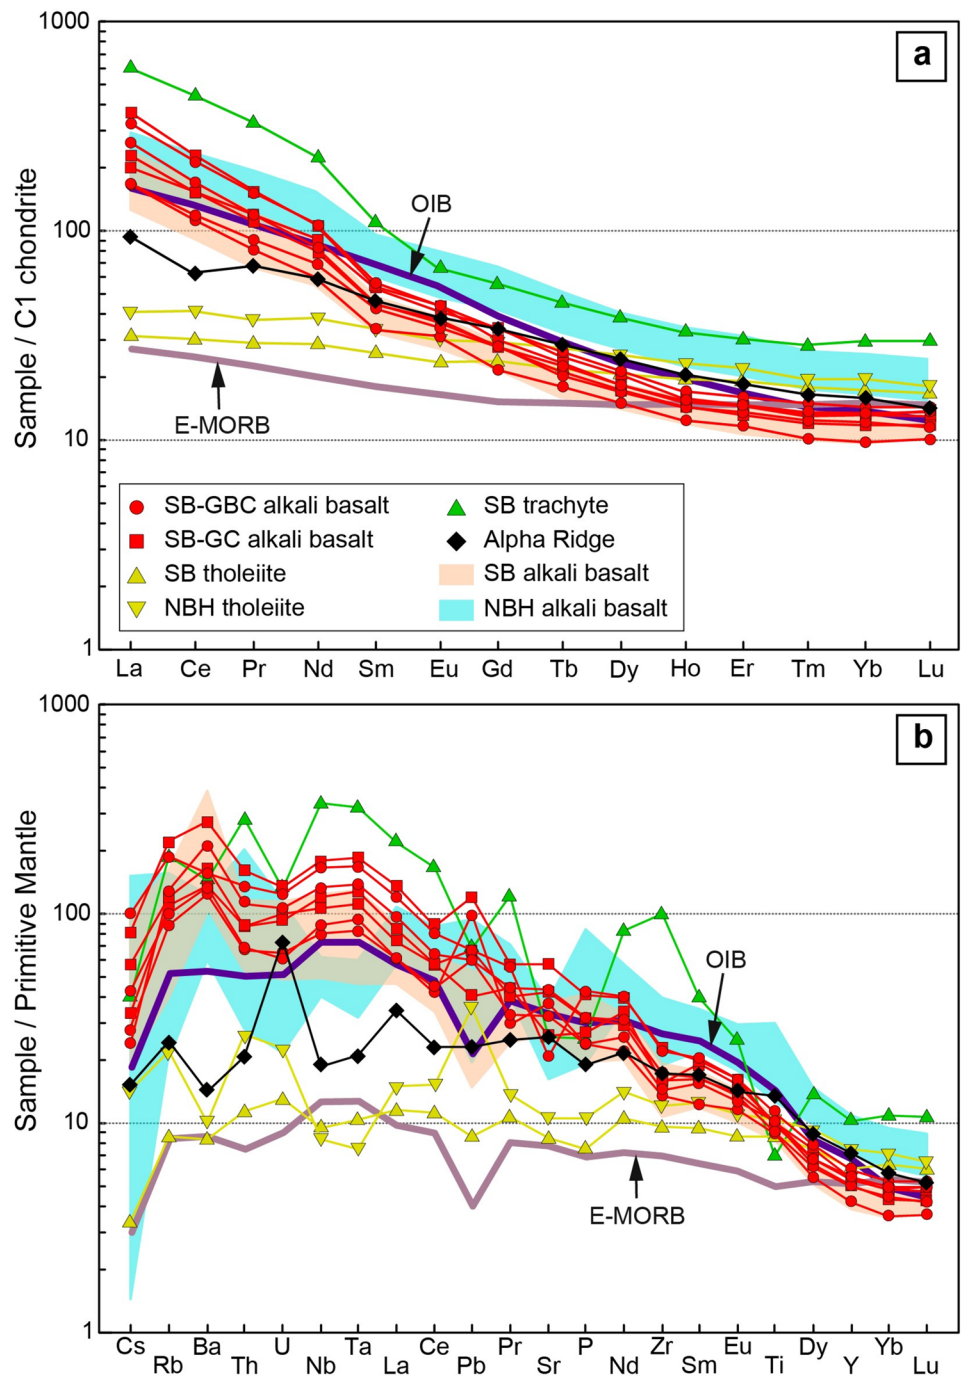 1000
a
Sample / C1 chondrite
OIB
100
E-MORB
10
SB-GBC alkali basalt
SB trachyte
SB-GC alkali basalt
Alpha Ridge
SB tholeiite
SB alkali basalt
NBH tholeiite
NBH alkali basalt
1
La Ce Pr Nd Sm Eu Gd Tb Dy Ho Er Tm Yb Lu
1000
b
Sample / Primitive Mantle
100
OIB
10
E-MORB
1
Cs Ba U Ta Ce Pr P Zr Eu Dy Yb
Rb Th Nb La Pb Sr Nd Sm Ti Y Lu